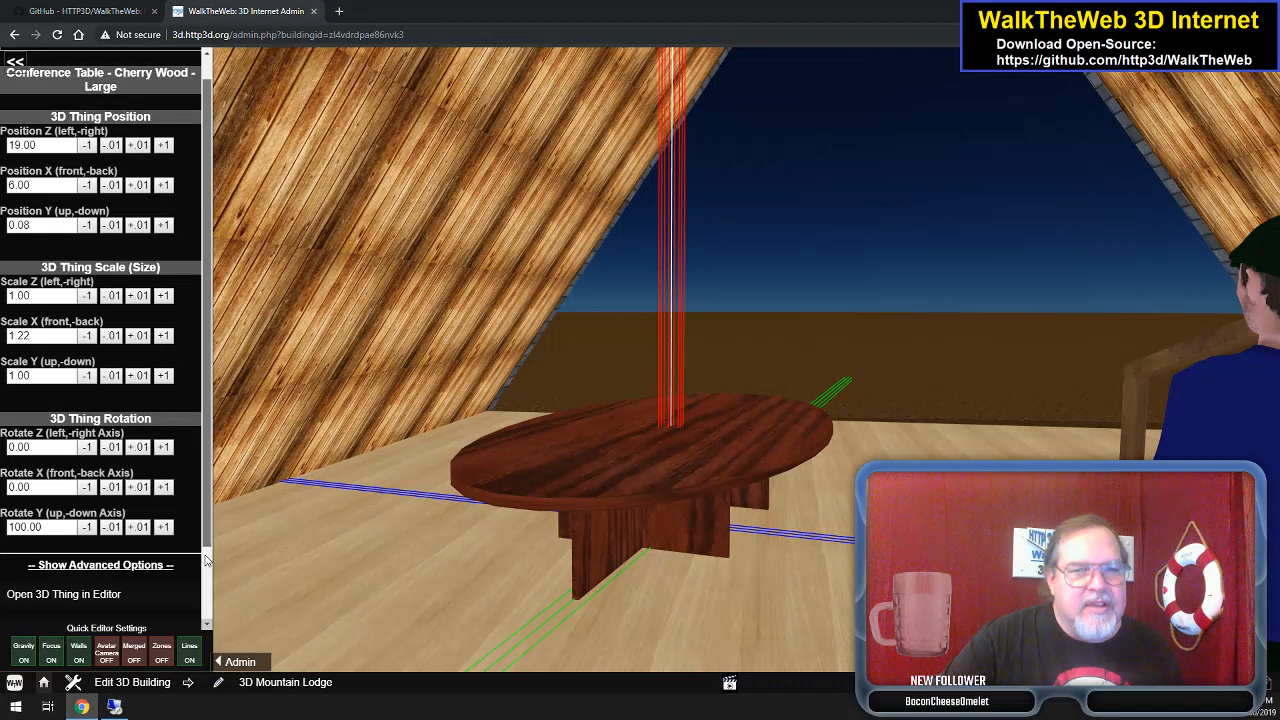 GitHub - HTTP3D/WalkTheWeb:
WalkTheWeb: 3D Internet Admin
Not secure
3d.http3d.org/admin.php?buildingid=zl4vdrdpae86nvk3
WalkTheWeb 3D Internet
Download Open-Source:
https://github.com/http3d/WalkTheWeb
<<
Conference Table - Cherry Wood -
Large
3D Thing Position
Position Z (left,-right)
19.00 -1 -.01 +.01 +1
Position X (front,-back)
6.00 -1 -.01 +.01 +1
Position Y (up,-down)
0.08 -1 -.01 +.01 +1
3D Thing Scale (Size)
Scale Z (left,-right)
1.00 -1 -.01 +.01 +1
Scale X (front,-back)
1.22 -1 -.01 +.01 +1
Scale Y (up,-down)
1.00 -1 -.01 +.01 +1
3D Thing Rotation
Rotate Z (left,-right Axis)
0.00 -1 -.01 +.01 +1
Rotate X (front,-back Axis)
0.00 -1 -.01 +.01 +1
Rotate Y (up,-down Axis)
100.00 -1 -.01 +.01 +1
-- Show Advanced Options --
Open 3D Thing in Editor
Quick Editor Settings
Gravity ON
Focus ON
Walls ON
Avatar Camera OFF
Merged OFF
Zones OFF
Lines ON
Admin
Edit 3D Building
3D Mountain Lodge
NEW FOLLOWER
BaconCheeseOmelet